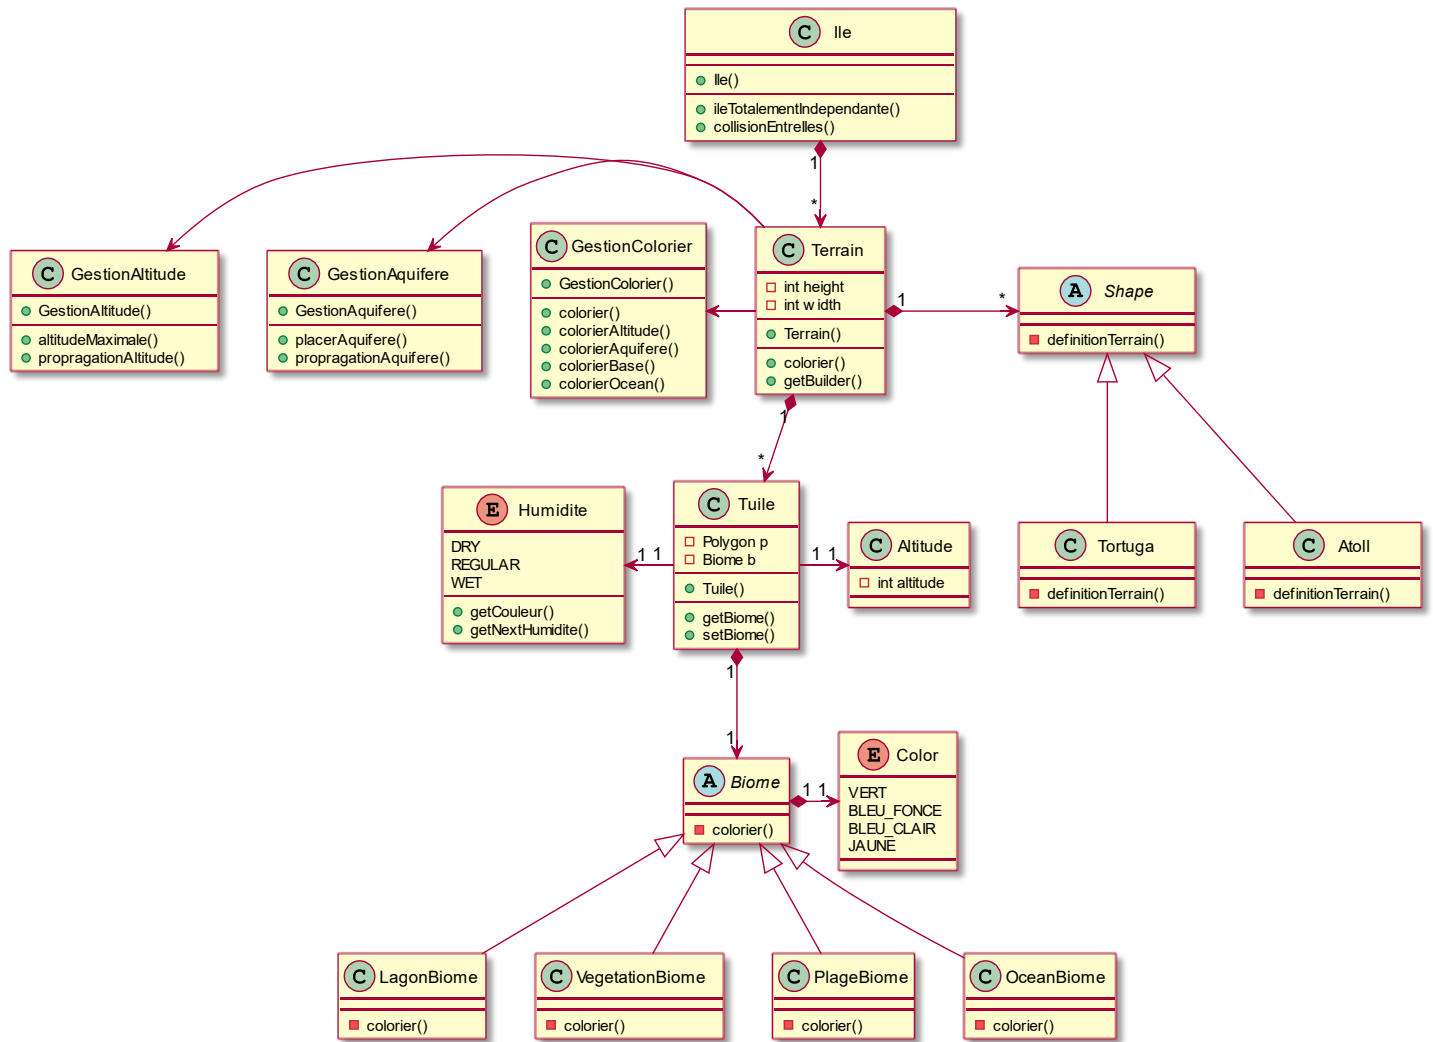 C Ile
Ile()
ileTotalementIndependante()
collisionEntreIles()
1
*
C GestionAltitude
GestionAltitude()
altitudeMaximale()
propragationAltitude()
C GestionAquifere
GestionAquifere()
placerAquifere()
propragationAquifere()
C GestionColorier
GestionColorier()
colorier()
colorierAltitude()
colorierAquifere()
colorierBase()
colorierOcean()
C Terrain
int height
int width
Terrain()
colorier()
getBuilder()
1 *
A Shape
definitionTerrain()
1
*
E Humidite
DRY
REGULAR
WET
getCouleur()
getNextHumidite()
1 1
C Tuile
Polygon p
Biome b
Tuile()
getBiome()
setBiome()
1 1
C Altitude
int altitude
C Tortuga
definitionTerrain()
C Atoll
definitionTerrain()
1
1
A Biome
colorier()
1 1
E Color
VERT
BLEU_FONCE
BLEU_CLAIR
JAUNE
C LagonBiome
colorier()
C VegetationBiome
colorier()
C PlageBiome
colorier()
C OceanBiome
colorier()